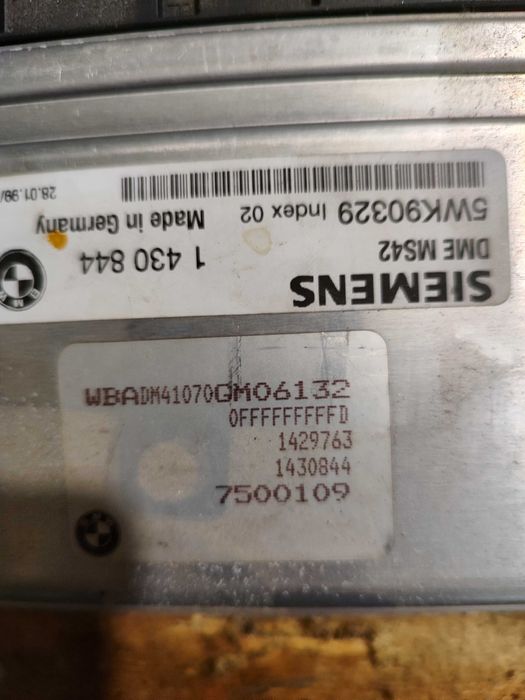 SIEMENS
1 430 844
DME MS42
5WK90329 Index 02 Made in Germany
28.01.99/
WBADM41070GM06132
0FFFFFFFFFD
1429763
1430844
7500109